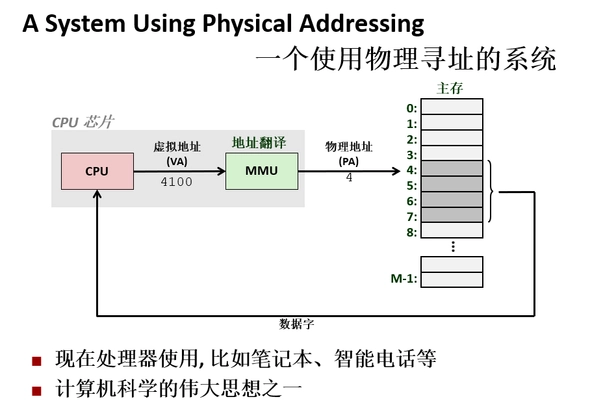 A System Using Physical Addressing
一个使用物理寻址的系统
主存
CPU 芯片
虚拟地址
(VA)
地址翻译
物理地址
(PA)
CPU
4100
MMU
4
0:
1:
2:
3:
4:
5:
6:
7:
8:
...
M-1:
数据字
现在处理器使用, 比如笔记本、智能电话等
计算机科学的伟大思想之一